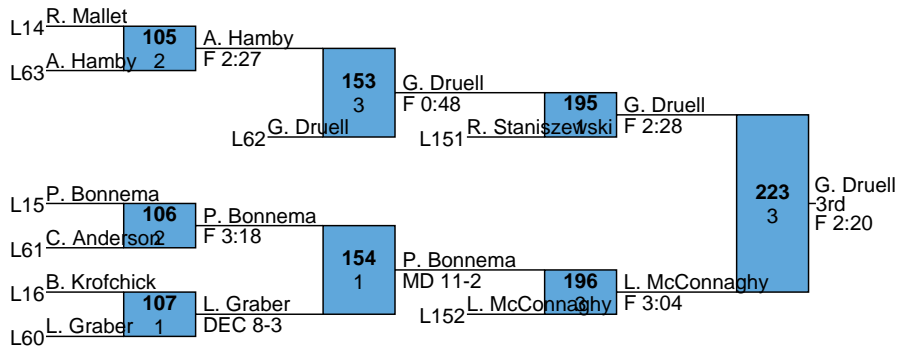 L14 R. Mallet
105
2
L63 A. Hamby
A. Hamby
F 2:27
153
3
L62 G. Druell
G. Druell
F 0:48
195
1
L151 R. Staniszewski
G. Druell
F 2:28
L15 P. Bonnema
106
2
L61 C. Anderson
P. Bonnema
F 3:18
154
1
L16 B. Krofchick
107
1
L60 L. Graber
L. Graber
DEC 8-3
P. Bonnema
MD 11-2
196
3
L152 L. McConnaghy
L. McConnaghy
F 3:04
223
3
G. Druell
3rd
F 2:20